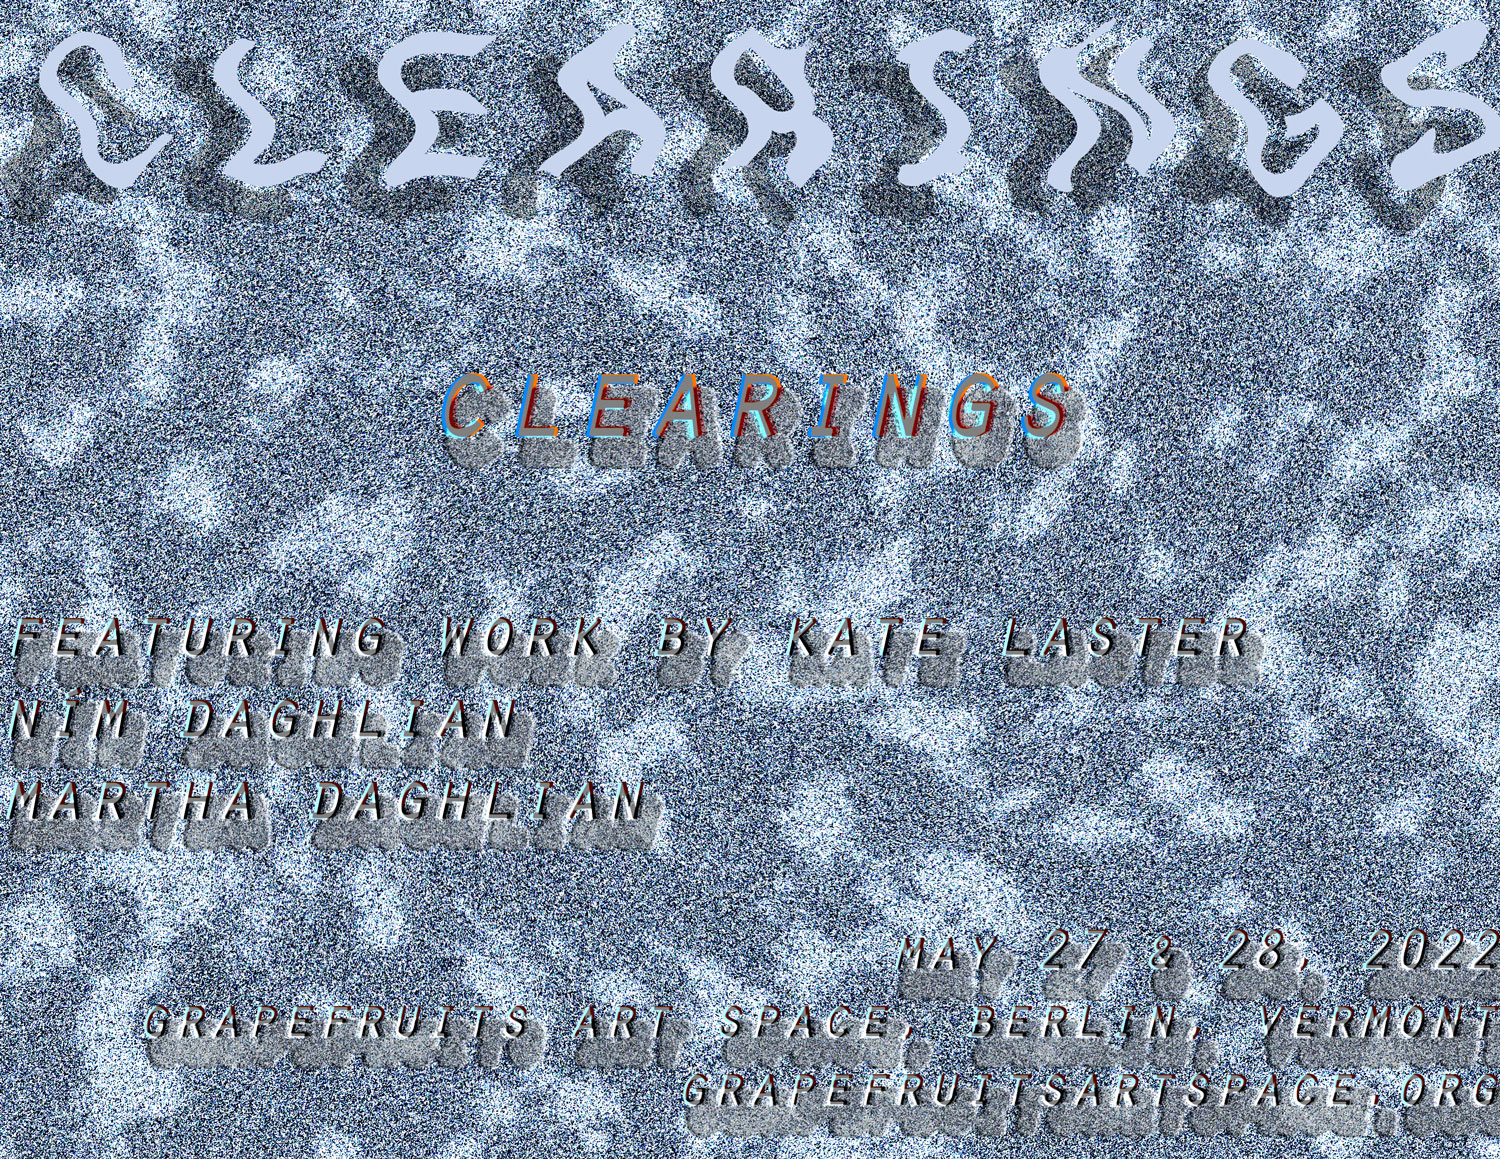 CLEARINGS
CLEARINGS
FEATURING WORK BY KATE LASTER
NÍM DAGHLIAN
MARTHA DAGHLIAN
MAY 27 & 28, 2022
GRAPEFRUITS ART SPACE, BERLIN, VERMONT
GRAPEFRUITSARTSPACE.ORG